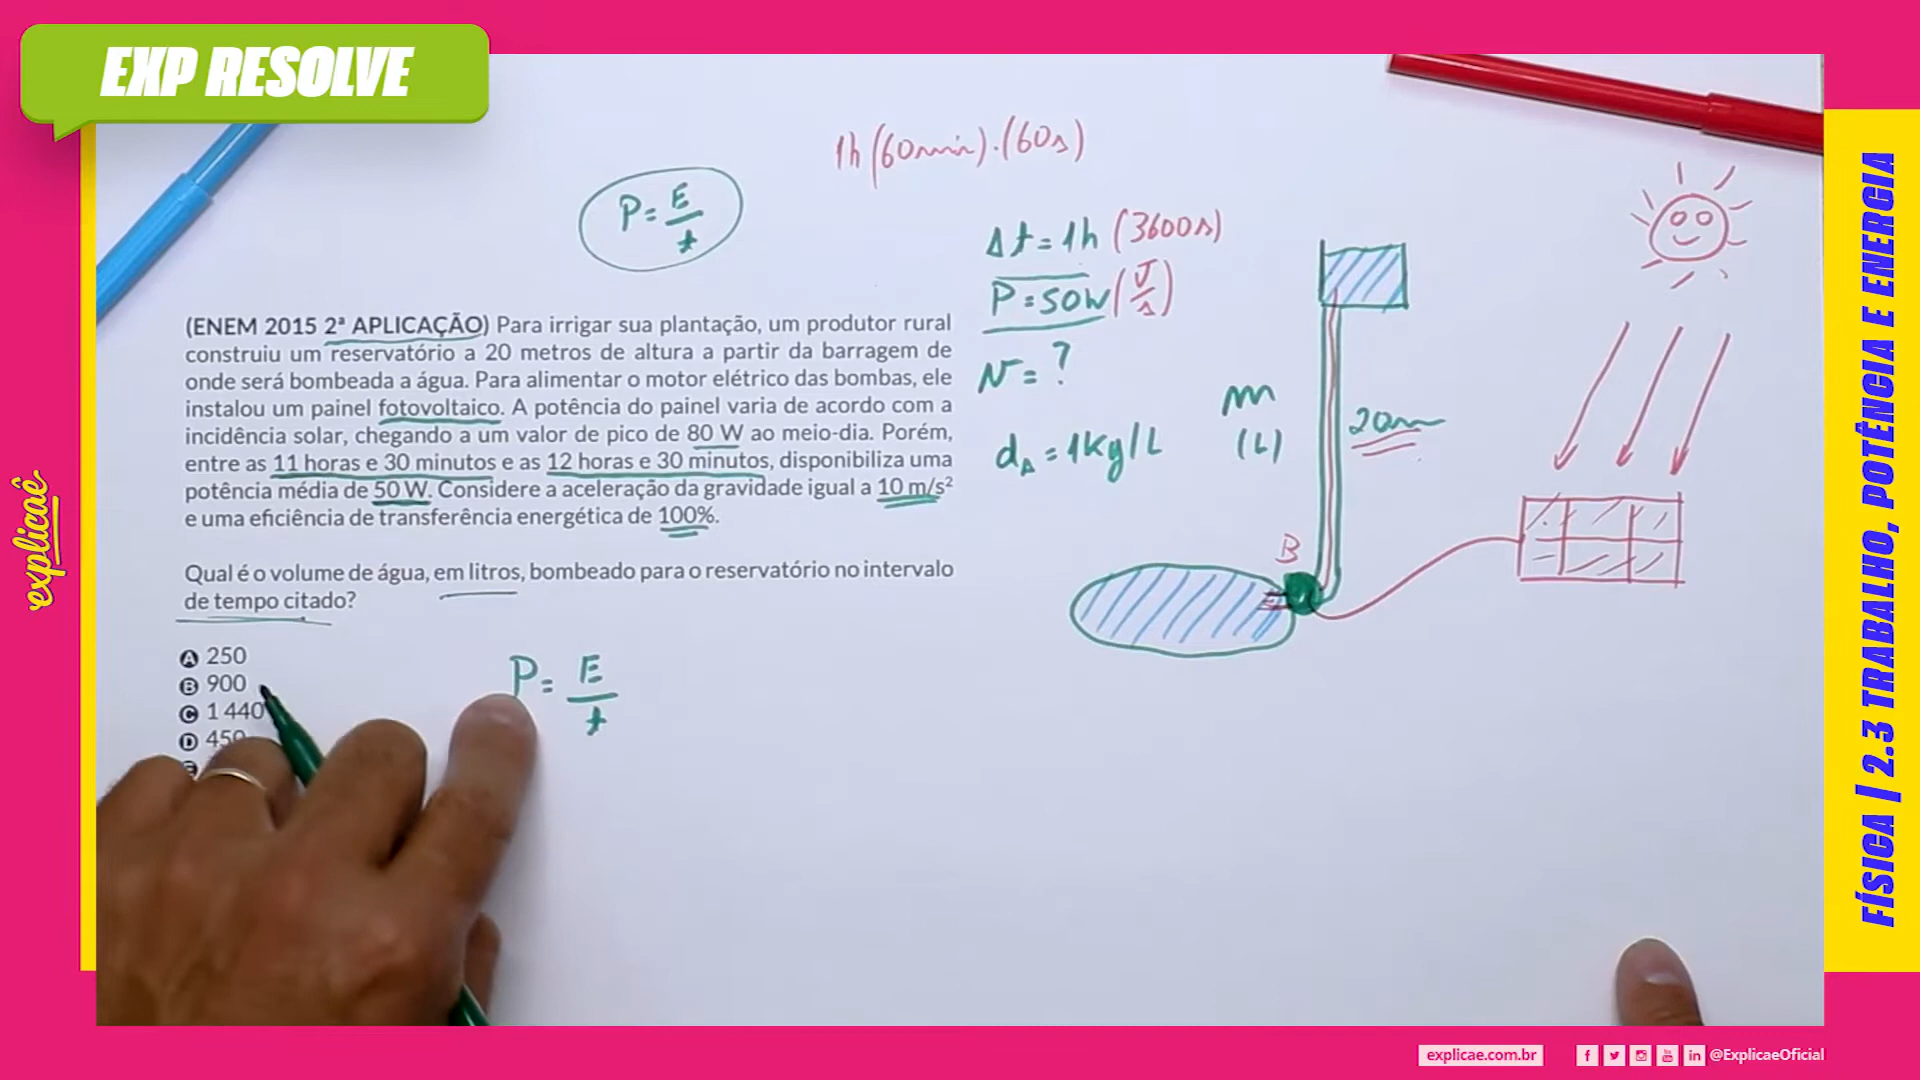 EXP RESOLVE
1h (60min).(60s)
P = E/t
Δt = 1h (3600s)
P = 50W (J/s)
V = ?
dA = 1Kg/L
m
(L)
20m
B
(ENEM 2015 2ª APLICAÇÃO) Para irrigar sua plantação, um produtor rural
construiu um reservatório a 20 metros de altura a partir da barragem de
onde será bombeada a água. Para alimentar o motor elétrico das bombas, ele
instalou um painel fotovoltaico. A potência do painel varia de acordo com a
incidência solar, chegando a um valor de pico de 80 W ao meio-dia. Porém,
entre as 11 horas e 30 minutos e as 12 horas e 30 minutos, disponibiliza uma
potência média de 50 W. Considere a aceleração da gravidade igual a 10 m/s²
e uma eficiência de transferência energética de 100%.
Qual é o volume de água, em litros, bombeado para o reservatório no intervalo
de tempo citado?
A 250
B 900
C 1 440
D 450
P = E/t
explicaê
FÍSICA | 2.3 TRABALHO, POTÊNCIA E ENERGIA
explicae.com.br
@ExplicaeOficial